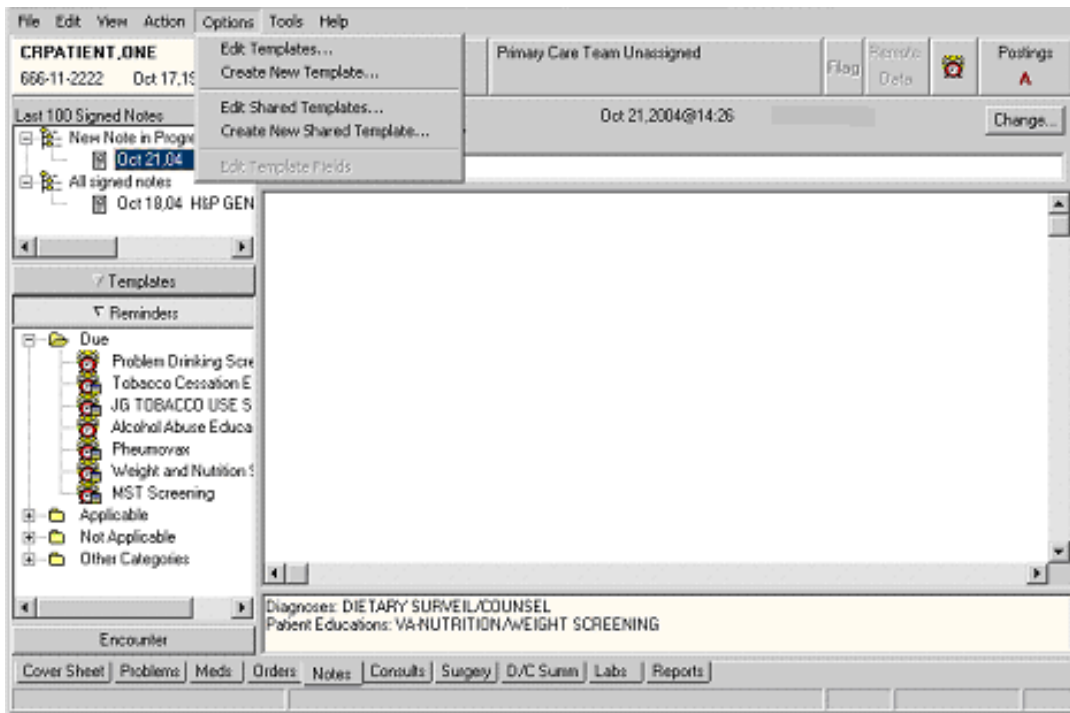 File Edit View Action Options Tools Help
CRPATIENT,ONE
666-11-2222 Oct 17,19
Edit Templates...
Create New Template...
Edit Shared Templates...
Create New Shared Template...
Edit Template Fields
Primary Care Team Unassigned
Flag
Remote
Data
Postings
A
Last 100 Signed Notes
Oct 21,2004@14:26
Change...
New Note in Progre
Oct 21,04
All signed notes
Oct 18,04 H&P GEN
Templates
Reminders
Due
Problem Drinking Scre
Tobacco Cessation E
JG TOBACCO USE S
Alcohol Abuse Educa
Pneumovax
Weight and Nutrition S
MST Screening
Applicable
Not Applicable
Other Categories
Diagnoses: DIETARY SURVEIL/COUNSEL
Patient Educations: VA-NUTRITION/WEIGHT SCREENING
Encounter
Cover Sheet Problems Meds Orders Notes Consults Surgery D/C Summ Labs Reports